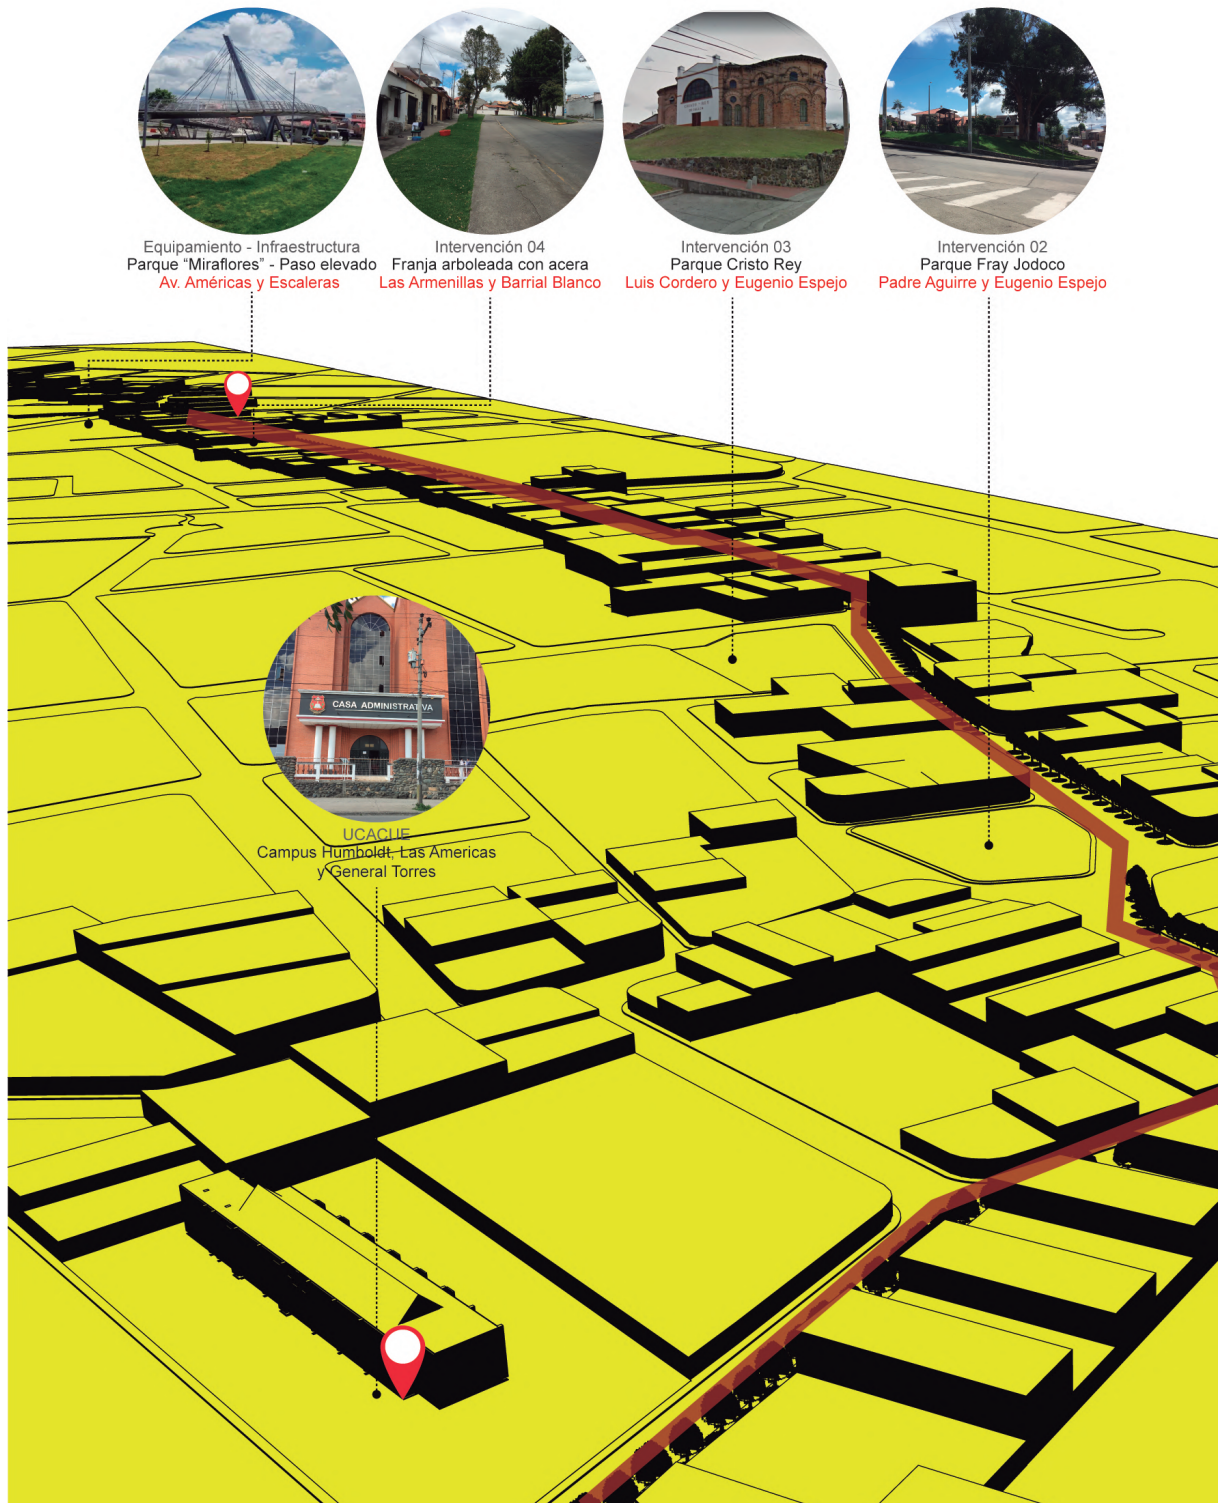 Equipamiento - Infraestructura
Parque “Miraflores” - Paso elevado
Av. Américas y Escaleras
Intervención 04
Franja arboleada con acera
Las Armenillas y Barrial Blanco
Intervención 03
Parque Cristo Rey
Luis Cordero y Eugenio Espejo
Intervención 02
Parque Fray Jodoco
Padre Aguirre y Eugenio Espejo
CASA ADMINISTRATIVA
UCACUE
Campus Humboldt, Las Americas
y General Torres